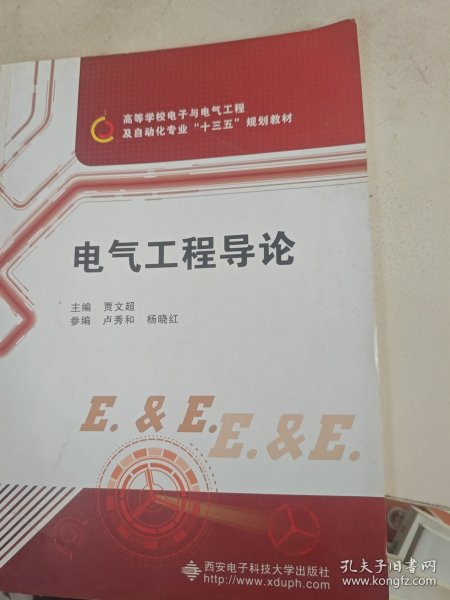 高等学校电子与电气工程
及自动化专业“十三五”规划教材
电气工程导论
主编 贾文超
参编 卢秀和 杨晓红
E. & E. E. & E.
西安电子科技大学出版社
http://www.xduph.com
孔夫子旧书网
www.kongfz.com